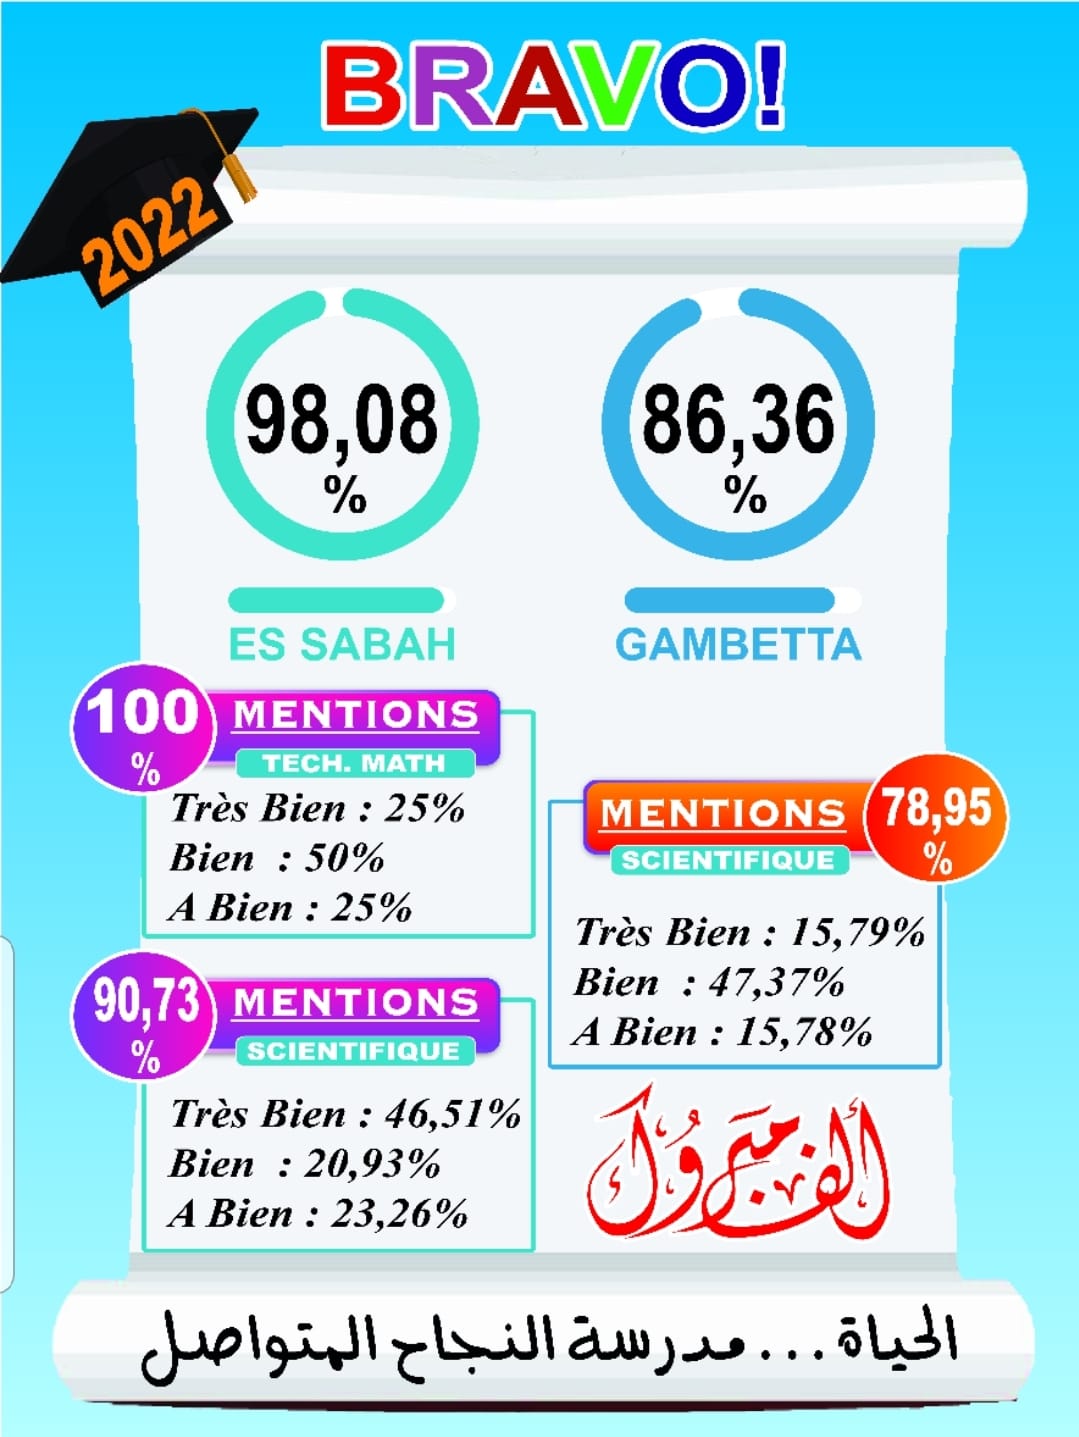 BRAVO!
2022
98,08
%
ES SABAH
86,36
%
GAMBETTA
100
%
MENTIONS
TECH. MATH
Très Bien : 25%
Bien : 50%
A Bien : 25%
90,73
%
MENTIONS
SCIENTIFIQUE
Très Bien : 46,51%
Bien : 20,93%
A Bien : 23,26%
MENTIONS
SCIENTIFIQUE
78,95
%
Très Bien : 15,79%
Bien : 47,37%
A Bien : 15,78%
ألف مبروك
الحياة...مدرسة النجاح المتواصل